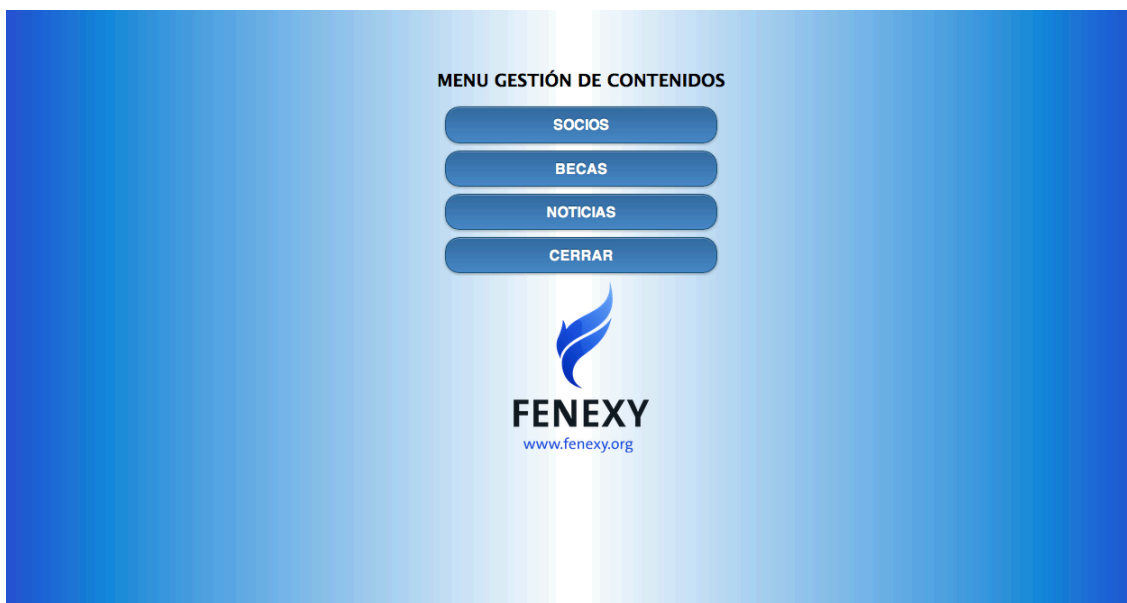 MENU GESTIÓN DE CONTENIDOS
SOCIOS
BECAS
NOTICIAS
CERRAR
FENEXY
www.fenexy.org